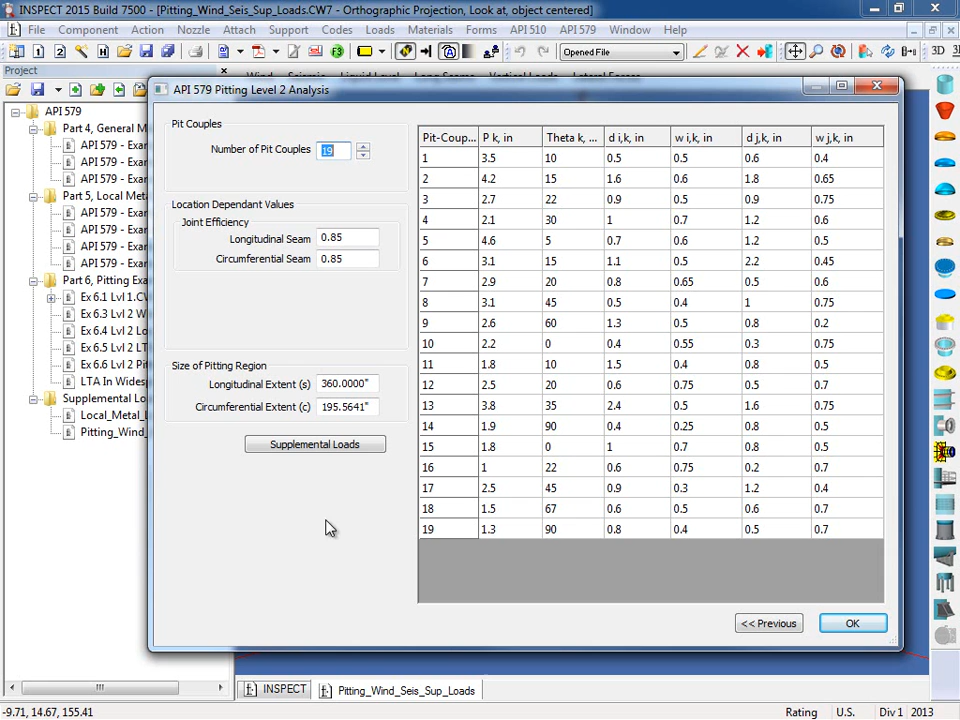 INSPECT 2015 Build 7500 - [Pitting_Wind_Seis_Sup_Loads.CW7 - Orthographic Projection, Look at, object centered]
File Component Action Nozzle Attach Support Codes Loads Materials Forms API 510 API 579 Window Help
Opened File
3D
Project
API 579 Pitting Level 2 Analysis
API 579
Part 4, General M
API 579 - Exar
API 579 - Exar
API 579 - Exar
Part 5, Local Meta
API 579 - Exar
API 579 - Exar
API 579 - Exar
API 579 - Exar
Part 6, Pitting Exa
Ex 6.1 Lvl 1.CW
Ex 6.3 Lvl 2 W
Ex 6.4 Lvl 2 Lo
Ex 6.5 Lvl 2 LT
Ex 6.6 Lvl 2 Pit
LTA In Widesp
Supplemental Loa
Local_Metal_L
Pitting_Wind_
Pit Couples
Number of Pit Couples 19
Location Dependant Values
Joint Efficiency
Longitudinal Seam 0.85
Circumferential Seam 0.85
Size of Pitting Region
Longitudinal Extent (s) 360.0000"
Circumferential Extent (c) 195.5641"
Supplemental Loads
Pit-Coup... P k, in Theta k, ... d i,k, in w i,k, in d j,k, in w j,k, in
1 3.5 10 0.5 0.5 0.6 0.4
2 4.2 15 1.6 0.6 1.8 0.65
3 2.7 22 0.9 0.5 0.9 0.75
4 2.1 30 1 0.7 1.2 0.6
5 4.6 5 0.7 0.6 1.2 0.5
6 3.1 15 1.1 0.5 2.2 0.45
7 2.9 20 0.8 0.65 0.5 0.6
8 3.1 45 0.5 0.4 1 0.75
9 2.6 60 1.3 0.5 0.8 0.2
10 2.2 0 0.4 0.55 0.3 0.75
11 1.8 10 1.5 0.4 0.8 0.5
12 2.5 20 0.6 0.75 0.5 0.7
13 3.8 35 2.4 0.5 1.6 0.75
14 1.9 90 0.4 0.25 0.8 0.5
15 1.8 0 1 0.7 0.8 0.5
16 1 22 0.6 0.75 0.2 0.7
17 2.5 45 0.9 0.3 1.2 0.4
18 1.5 67 0.6 0.5 0.6 0.7
19 1.3 90 0.8 0.4 0.5 0.7
<< Previous OK
INSPECT Pitting_Wind_Seis_Sup_Loads
-9.71, 14.67, 155.41 Rating U.S. Div 1 2013